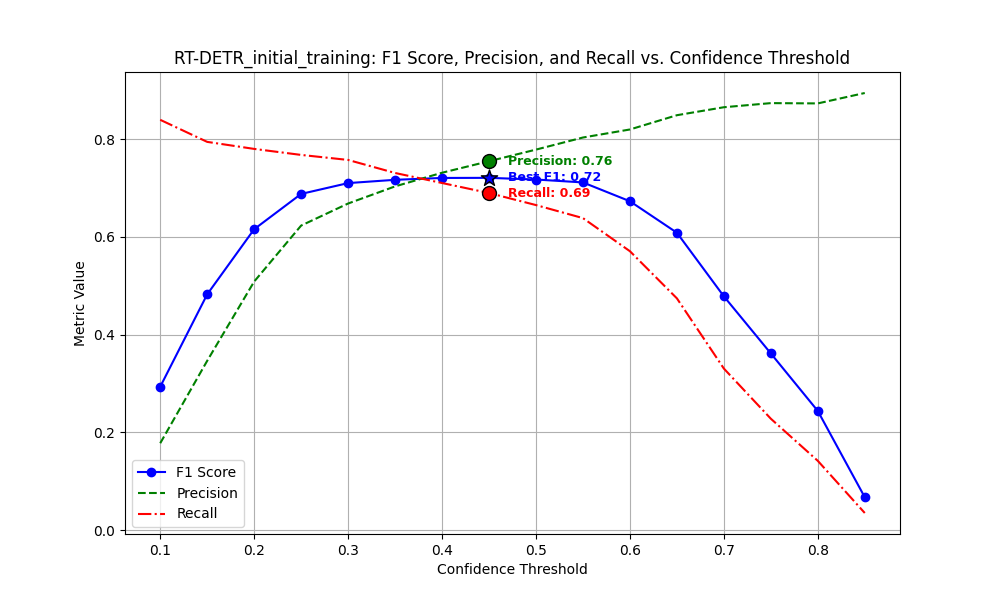 RT-DETR_initial_training: F1 Score, Precision, and Recall vs. Confidence Threshold
Metric Value
0.8
0.6
0.4
0.2
0.0
Precision: 0.76
Best F1: 0.72
Recall: 0.69
F1 Score
Precision
Recall
0.1 0.2 0.3 0.4 0.5 0.6 0.7 0.8
Confidence Threshold